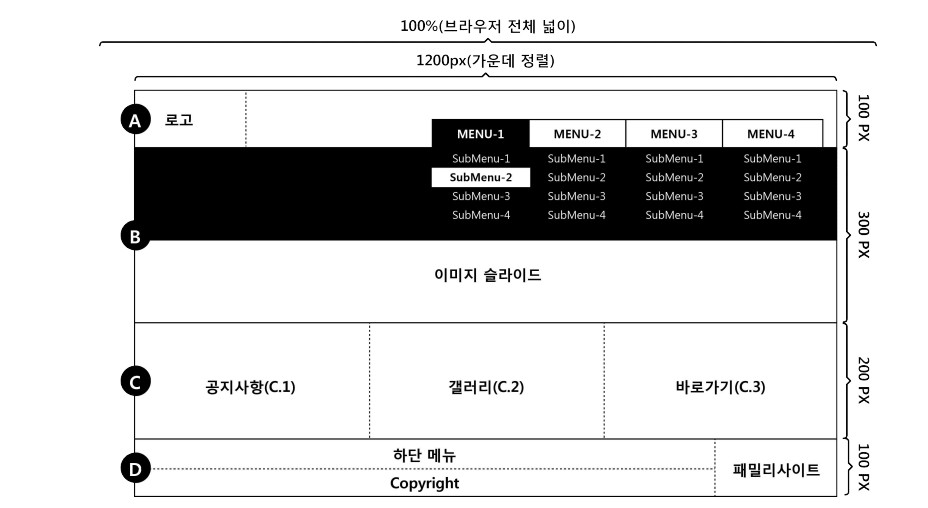 100%(브라우저 전체 넓이)
1200px(가운데 정렬)
A
로고
100 PX
MENU-1 MENU-2 MENU-3 MENU-4
SubMenu-1 SubMenu-1 SubMenu-1 SubMenu-1
SubMenu-2 SubMenu-2 SubMenu-2 SubMenu-2
SubMenu-3 SubMenu-3 SubMenu-3 SubMenu-3
SubMenu-4 SubMenu-4 SubMenu-4 SubMenu-4
B
300 PX
이미지 슬라이드
C
공지사항(C.1) 갤러리(C.2) 바로가기(C.3)
200 PX
D
하단 메뉴
Copyright
패밀리사이트
100 PX